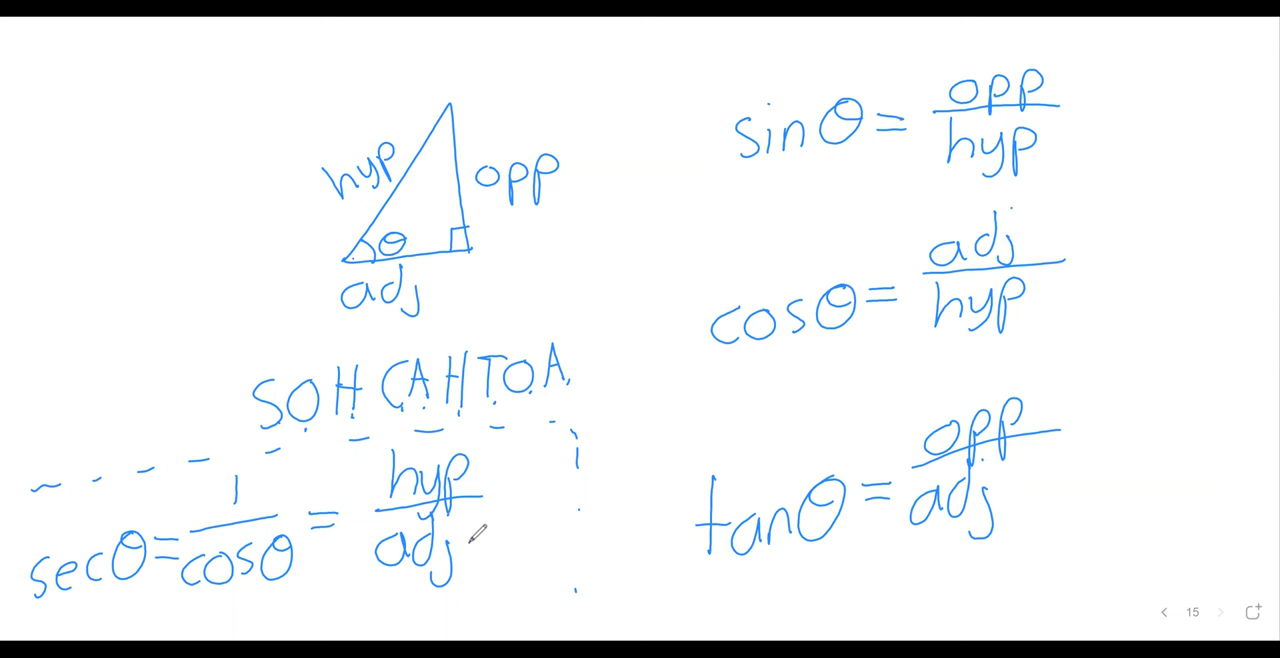 hyp
opp
θ
adj
SOH CAH TOA
secθ = 1/cosθ = hyp/adj
sinθ = opp/hyp
cosθ = adj/hyp
tanθ = opp/adj
< 15 >